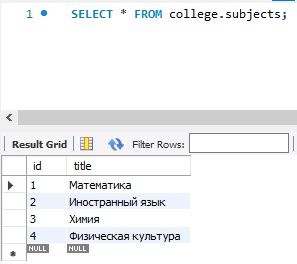 1 SELECT * FROM college.subjects;
Result Grid Filter Rows:
id title
1 Математика
2 Иностранный язык
3 Химия
4 Физическая культура
NULL NULL